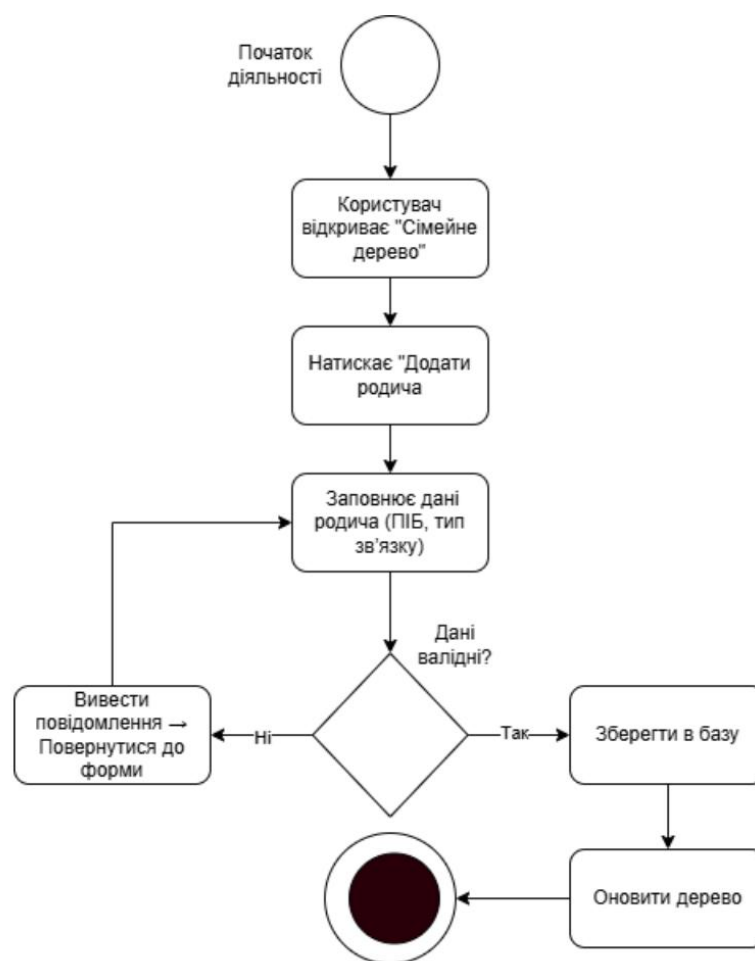 Початок
діяльності
Користувач
відкриває "Сімейне
дерево"
Натискає "Додати
родича
Заповнює дані
родича (ПІБ, тип
зв'язку)
Дані
валідні?
Вивести
повідомлення →
Повернутися до
форми
Ні
Так
Зберегти в базу
Оновити дерево